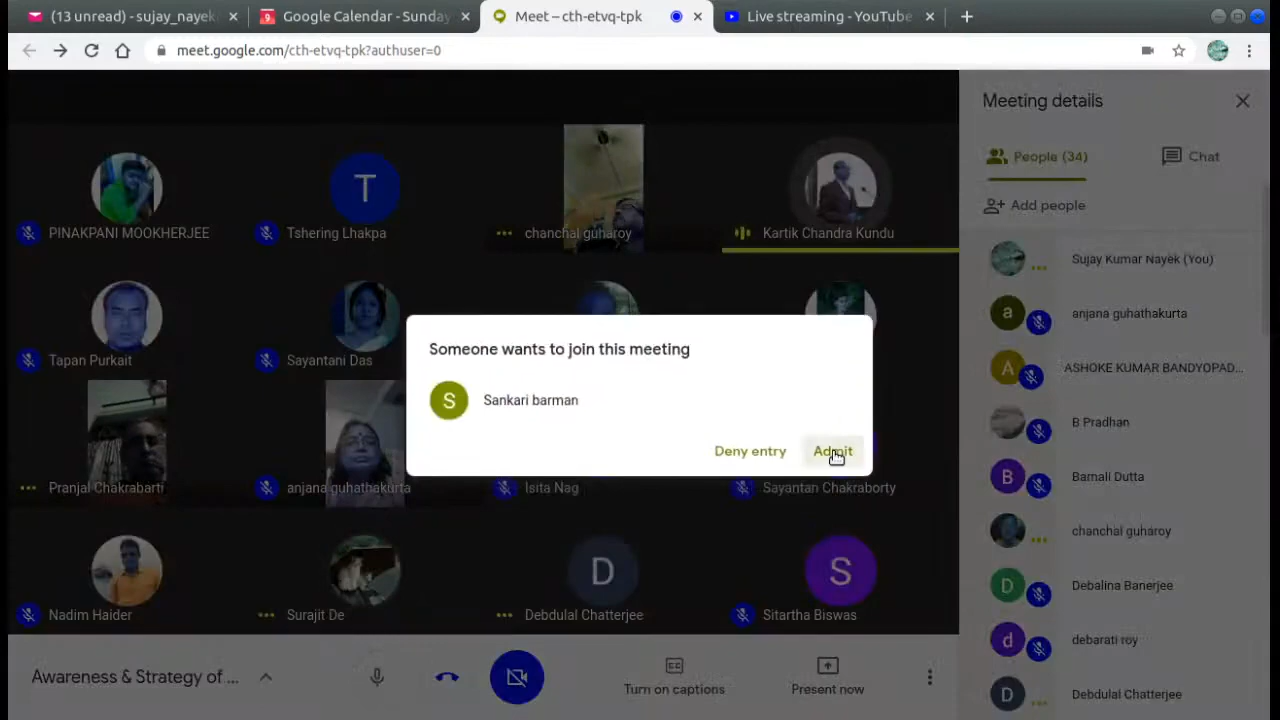 (13 unread) - sujay_nayek
Google Calendar - Sunday
Meet – cth-etvq-tpk
Live streaming - YouTube
meet.google.com/cth-etvq-tpk?authuser=0
Meeting details
People (34)
Chat
Add people
PINAKPANI MOOKHERJEE
T
Tshering Lhakpa
chanchal guharoy
Kartik Chandra Kundu
Tapan Purkait
Sayantani Das
Someone wants to join this meeting
S
Sankari barman
Deny entry
Admit
Pranjal Chakrabarti
anjana guhathakurta
Isita Nag
Sayantan Chakraborty
Nadim Haider
Surajit De
D
Debdulal Chatterjee
S
Sitartha Biswas
Sujay Kumar Nayek (You)
a
anjana guhathakurta
A
ASHOKE KUMAR BANDYOPAD...
B Pradhan
B
Barnali Dutta
chanchal guharoy
D
Debalina Banerjee
d
debarati roy
D
Debdulal Chatterjee
Awareness & Strategy of ...
CC
Turn on captions
Present now